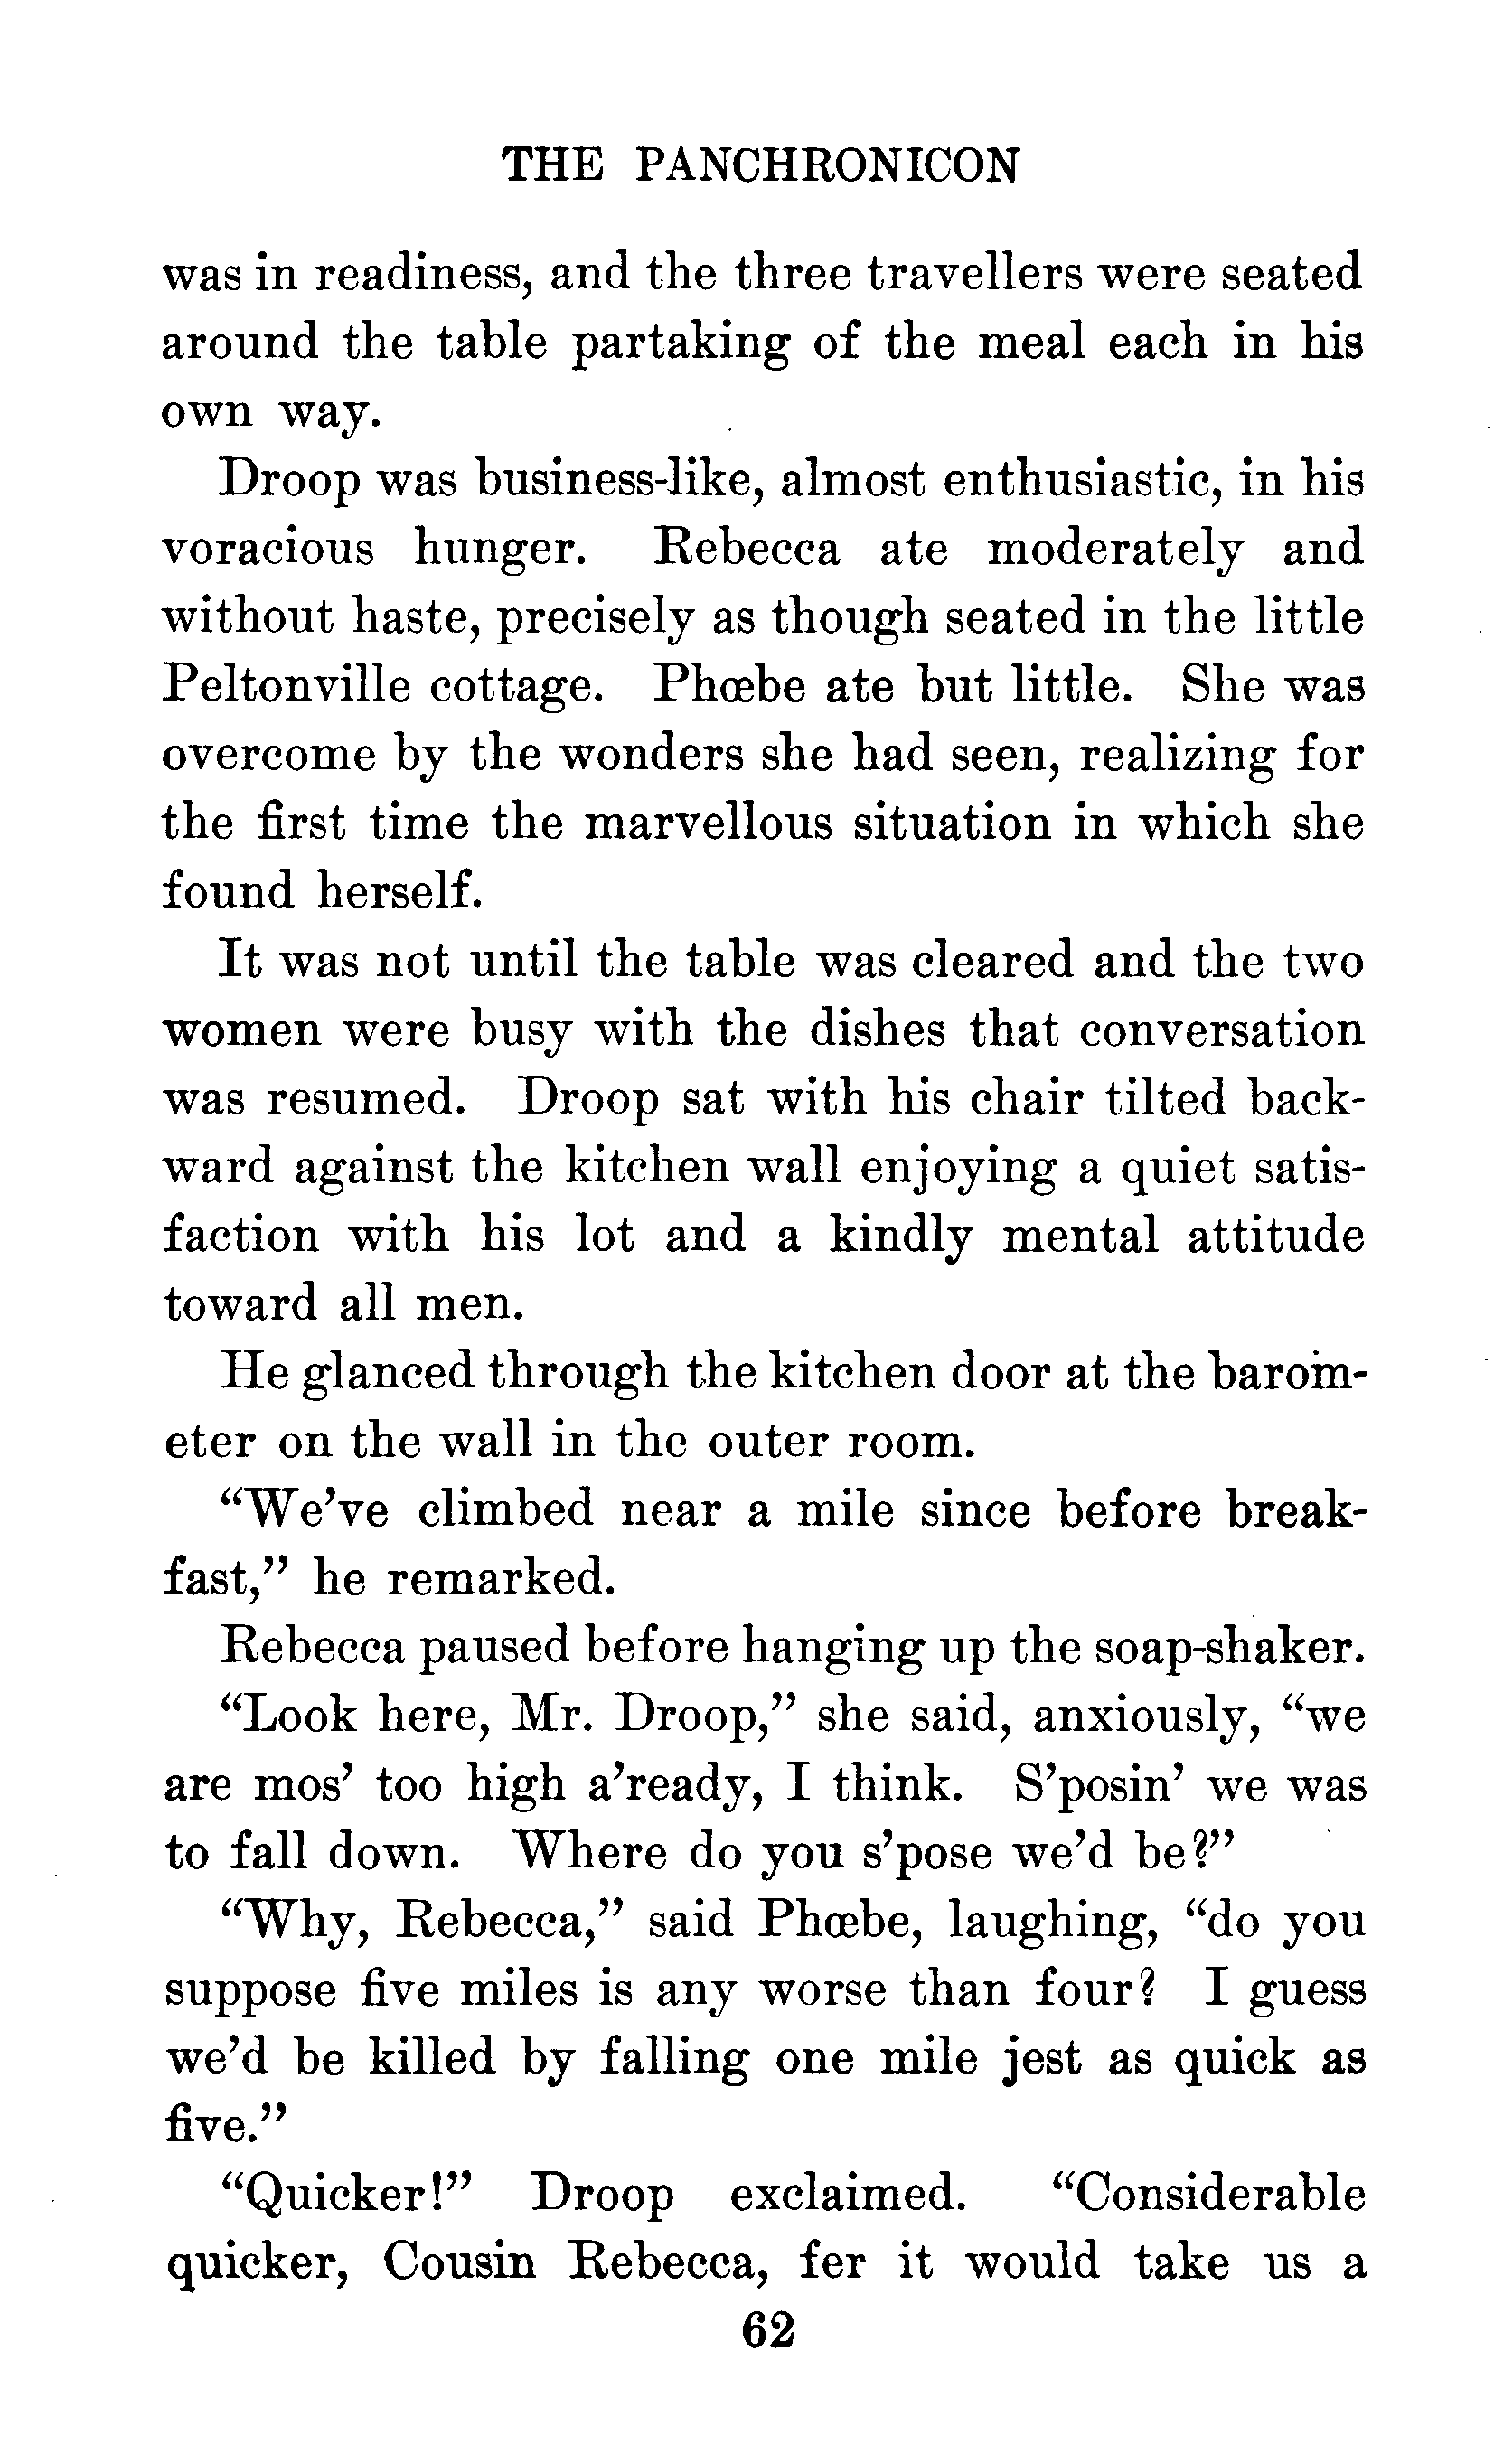 THE PANCHRONICON
was in readiness, and the three travellers were seated
around the table partaking of the meal each in his
own way.
Droop was business-like, almost enthusiastic, in his
voracious hunger. Rebecca ate moderately and
without haste, precisely as though seated in the little
Peltonville cottage. Phœbe ate but little. She was
overcome by the wonders she had seen, realizing for
the first time the marvellous situation in which she
found herself.
It was not until the table was cleared and the two
women were busy with the dishes that conversation
was resumed. Droop sat with his chair tilted back-
ward against the kitchen wall enjoying a quiet satis-
faction with his lot and a kindly mental attitude
toward all men.
He glanced through the kitchen door at the barom-
eter on the wall in the outer room.
“We’ve climbed near a mile since before break-
fast,” he remarked.
Rebecca paused before hanging up the soap-shaker.
“Look here, Mr. Droop,” she said, anxiously, “we
are mos’ too high a’ready, I think. S’posin’ we was
to fall down. Where do you s’pose we’d be?”
“Why, Rebecca,” said Phœbe, laughing, “do you
suppose five miles is any worse than four? I guess
we’d be killed by falling one mile jest as quick as
five.”
“Quicker!” Droop exclaimed. “Considerable
quicker, Cousin Rebecca, fer it would take us a
62